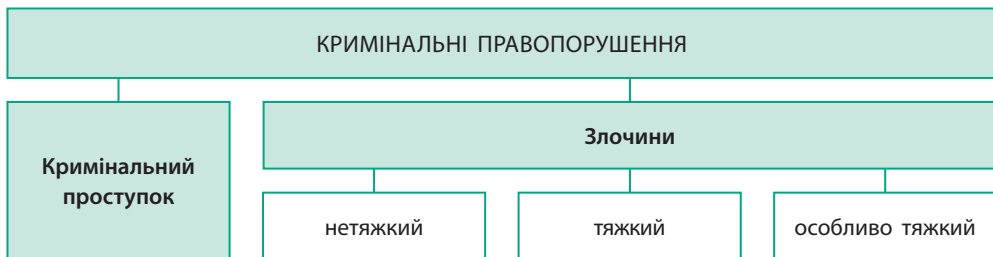 КРИМІНАЛЬНІ ПРАВОПОРУШЕННЯ
Кримінальний
проступок
Злочини
нетяжкий
тяжкий
особливо тяжкий